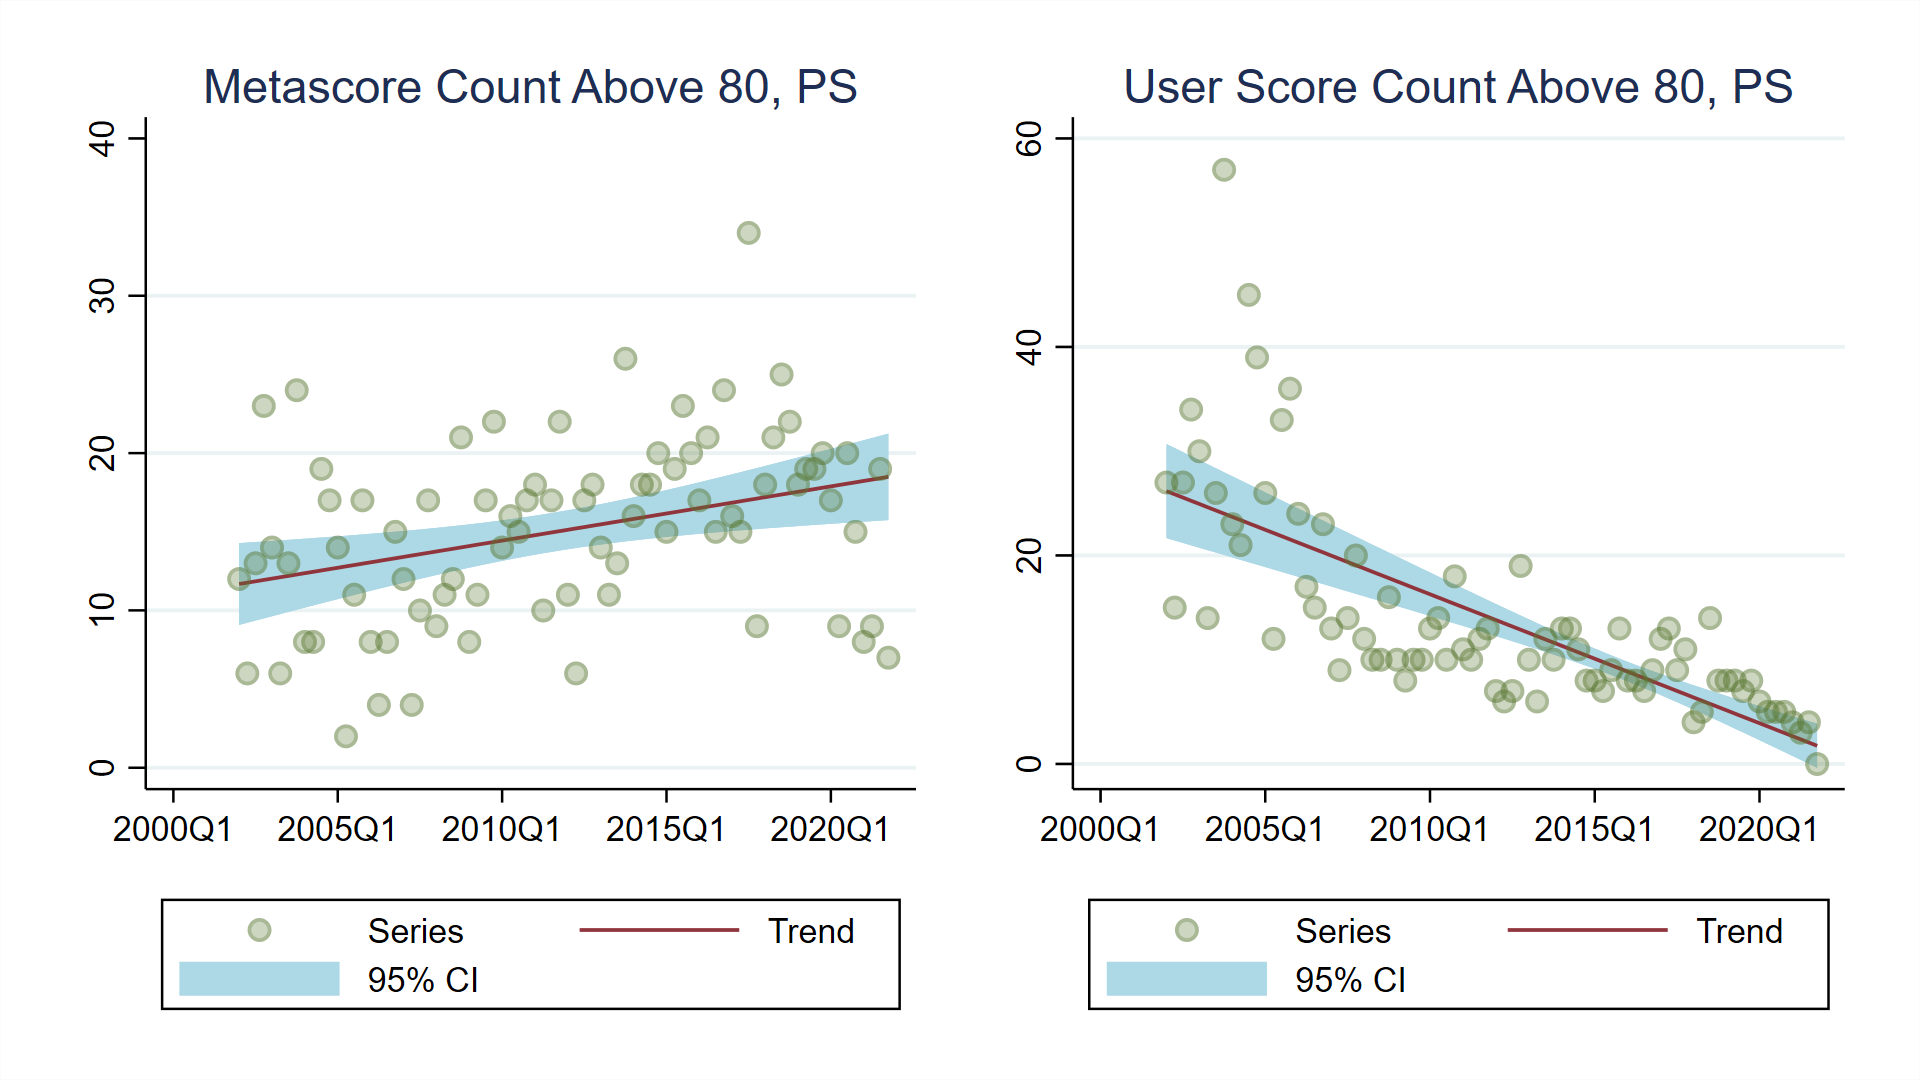 Metascore Count Above 80, PS
40
30
20
10
0
2000Q1 2005Q1 2010Q1 2015Q1 2020Q1
Series Trend
95% CI
User Score Count Above 80, PS
60
40
20
0
2000Q1 2005Q1 2010Q1 2015Q1 2020Q1
Series Trend
95% CI